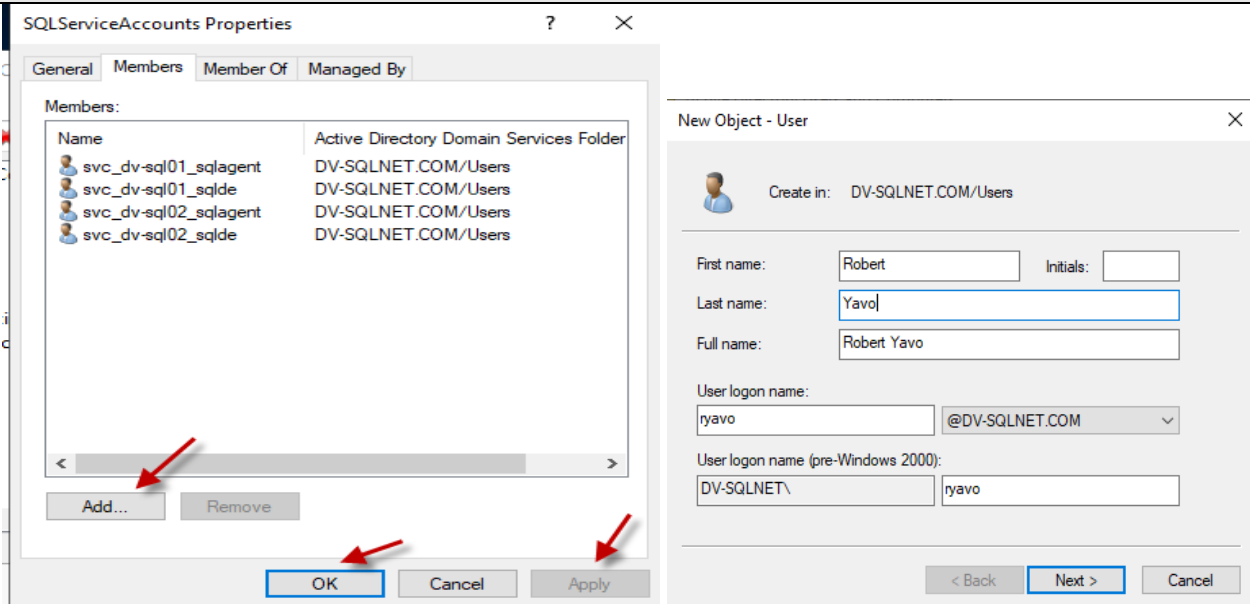 SQLServiceAccounts Properties
?
General Members Member Of Managed By
Members:
Name Active Directory Domain Services Folder
svc_dv-sql01_sqlagent DV-SQLNET.COM/Users
svc_dv-sql01_sqlde DV-SQLNET.COM/Users
svc_dv-sql02_sqlagent DV-SQLNET.COM/Users
svc_dv-sql02_sqlde DV-SQLNET.COM/Users
Add... Remove
OK Cancel Apply
New Object - User
Create in: DV-SQLNET.COM/Users
First name: Robert Initials:
Last name: Yavo
Full name: Robert Yavo
User logon name:
ryavo @DV-SQLNET.COM
User logon name (pre-Windows 2000):
DV-SQLNET\ ryavo
< Back Next > Cancel